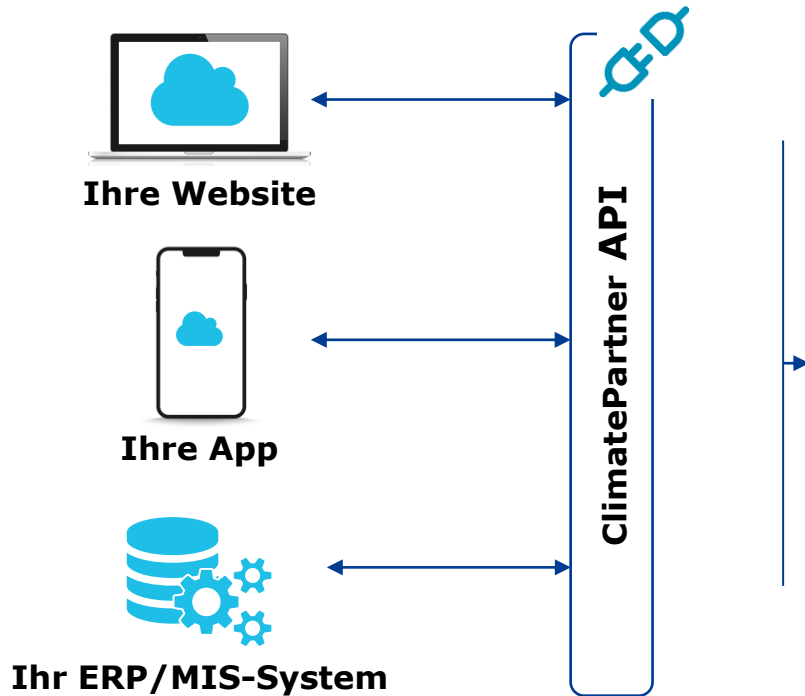 Ihre Website
Ihre App
Ihr ERP/MIS-System
ClimatePartner API